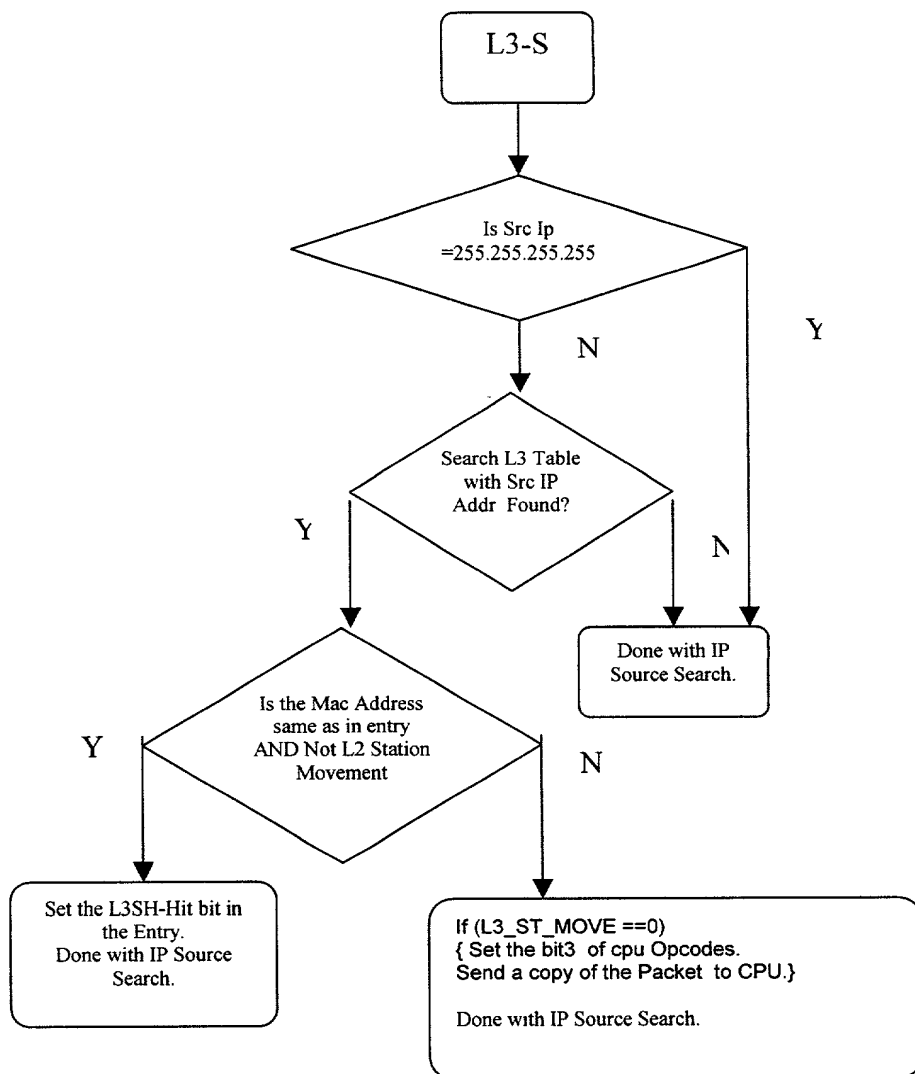 L3-S
Is Src Ip
=255.255.255.255
Y
N
Search L3 Table
with Src IP
Addr Found?
Y
N
Done with IP
Source Search.
Is the Mac Address
same as in entry
AND Not L2 Station
Movement
Y
N
Set the L3SH-Hit bit in
the Entry.
Done with IP Source
Search.
If (L3_ST_MOVE ==0)
{ Set the bit3 of cpu Opcodes.
Send a copy of the Packet to CPU.}
Done with IP Source Search.